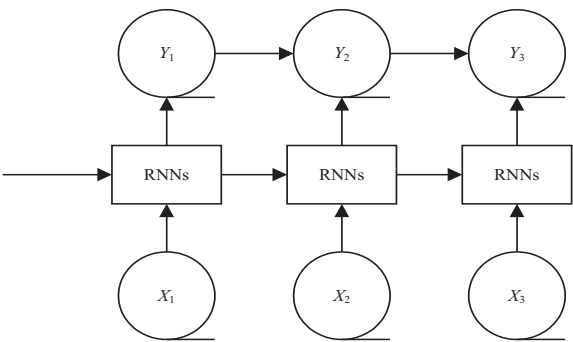 Y₁ Y₂ Y₃
RNNs RNNs RNNs
X₁ X₂ X₃